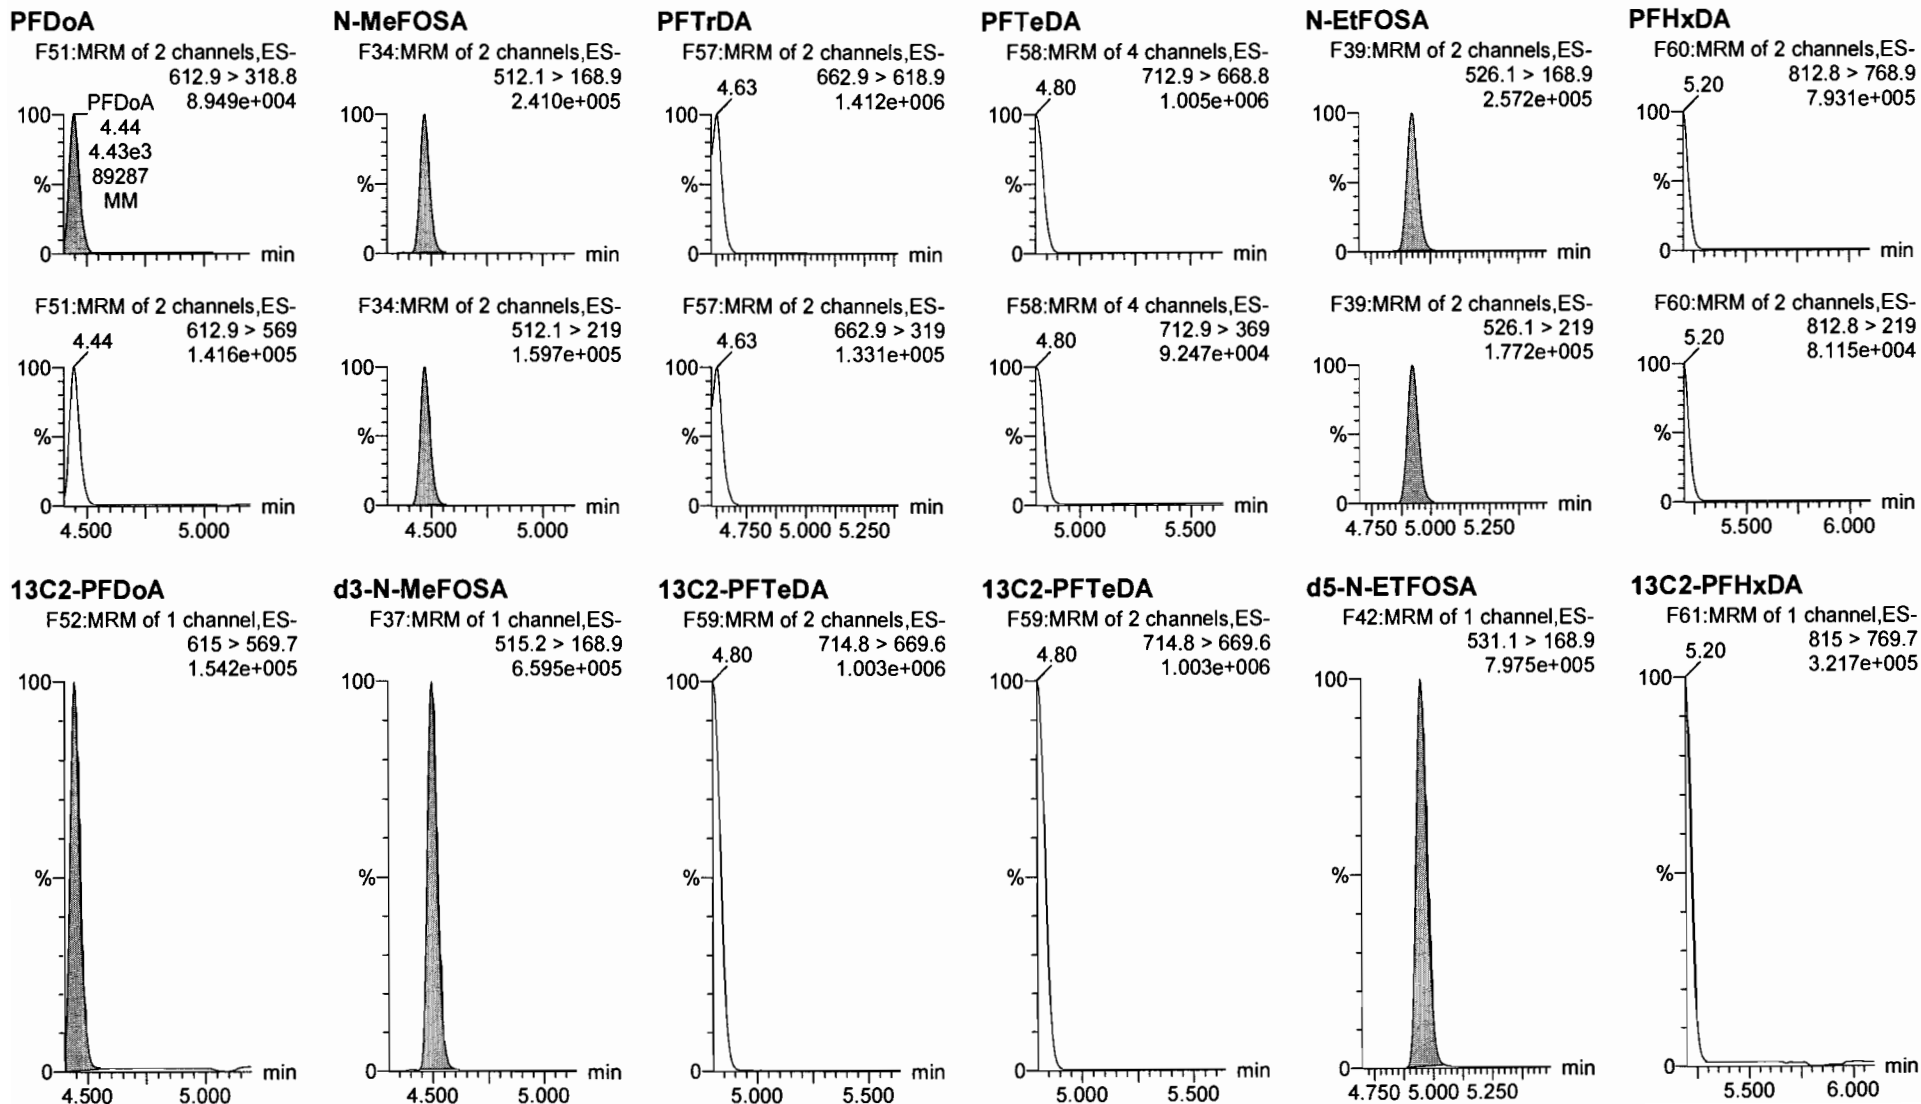 PFDoA
F51:MRM of 2 channels,ES-
612.9 > 318.8
8.949e+004
PFDoA
4.44
4.43e3
89287
MM
100
%
0
min
F51:MRM of 2 channels,ES-
612.9 > 569
1.416e+005
4.44
100
%
0
min
4.500 5.000
13C2-PFDoA
F52:MRM of 1 channel,ES-
615 > 569.7
1.542e+005
100
%
0
min
4.500 5.000
N-MeFOSA
F34:MRM of 2 channels,ES-
512.1 > 168.9
2.410e+005
100
%
0
min
F34:MRM of 2 channels,ES-
512.1 > 219
1.597e+005
100
%
0
min
4.500 5.000
d3-N-MeFOSA
F37:MRM of 1 channel,ES-
515.2 > 168.9
6.595e+005
100
%
0
min
4.500 5.000
PFTrDA
F57:MRM of 2 channels,ES-
662.9 > 618.9
1.412e+006
4.63
100
%
0
min
F57:MRM of 2 channels,ES-
662.9 > 319
1.331e+005
4.63
100
%
0
min
4.750 5.000 5.250
13C2-PFTeDA
F59:MRM of 2 channels,ES-
714.8 > 669.6
1.003e+006
4.80
100
%
0
min
5.000 5.500
PFTeDA
F58:MRM of 4 channels,ES-
712.9 > 668.8
1.005e+006
4.80
100
%
0
min
F58:MRM of 4 channels,ES-
712.9 > 369
9.247e+004
4.80
100
%
0
min
5.000 5.500
13C2-PFTeDA
F59:MRM of 2 channels,ES-
714.8 > 669.6
1.003e+006
4.80
100
%
0
min
5.000 5.500
N-EtFOSA
F39:MRM of 2 channels,ES-
526.1 > 168.9
2.572e+005
100
%
0
min
F39:MRM of 2 channels,ES-
526.1 > 219
1.772e+005
100
%
0
min
4.750 5.000 5.250
d5-N-ETFOSA
F42:MRM of 1 channel,ES-
531.1 > 168.9
7.975e+005
100
%
0
min
4.750 5.000 5.250
PFHxDA
F60:MRM of 2 channels,ES-
812.8 > 768.9
7.931e+005
5.20
100
%
0
min
F60:MRM of 2 channels,ES-
812.8 > 219
8.115e+004
5.20
100
%
0
min
5.500 6.000
13C2-PFHxDA
F61:MRM of 1 channel,ES-
815 > 769.7
3.217e+005
5.20
100
%
0
min
5.500 6.000